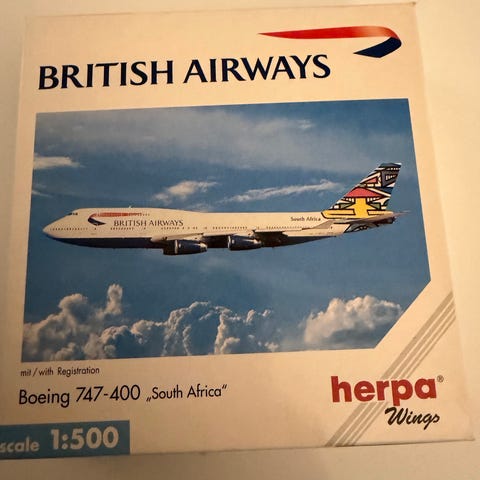 BRITISH AIRWAYS
BRITISH AIRWAYS
South Africa
mit / with Registration
Boeing 747-400 „South Africa“
herpa®
Wings
scale 1:500